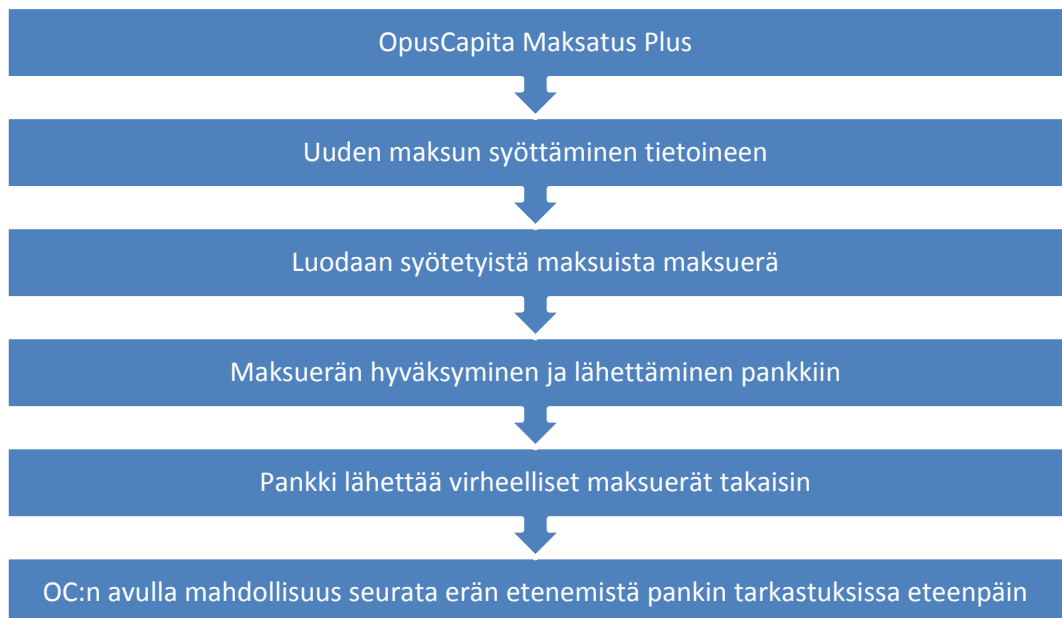 OpusCapita Maksatus Plus
Uuden maksun syöttäminen tietoineen
Luodaan syötetyistä maksuista maksuerä
Maksuerän hyväksyminen ja lähettäminen pankkiin
Pankki lähettää virheelliset maksuerät takaisin
OC:n avulla mahdollisuus seurata erän etenemistä pankin tarkastuksissa eteenpäin